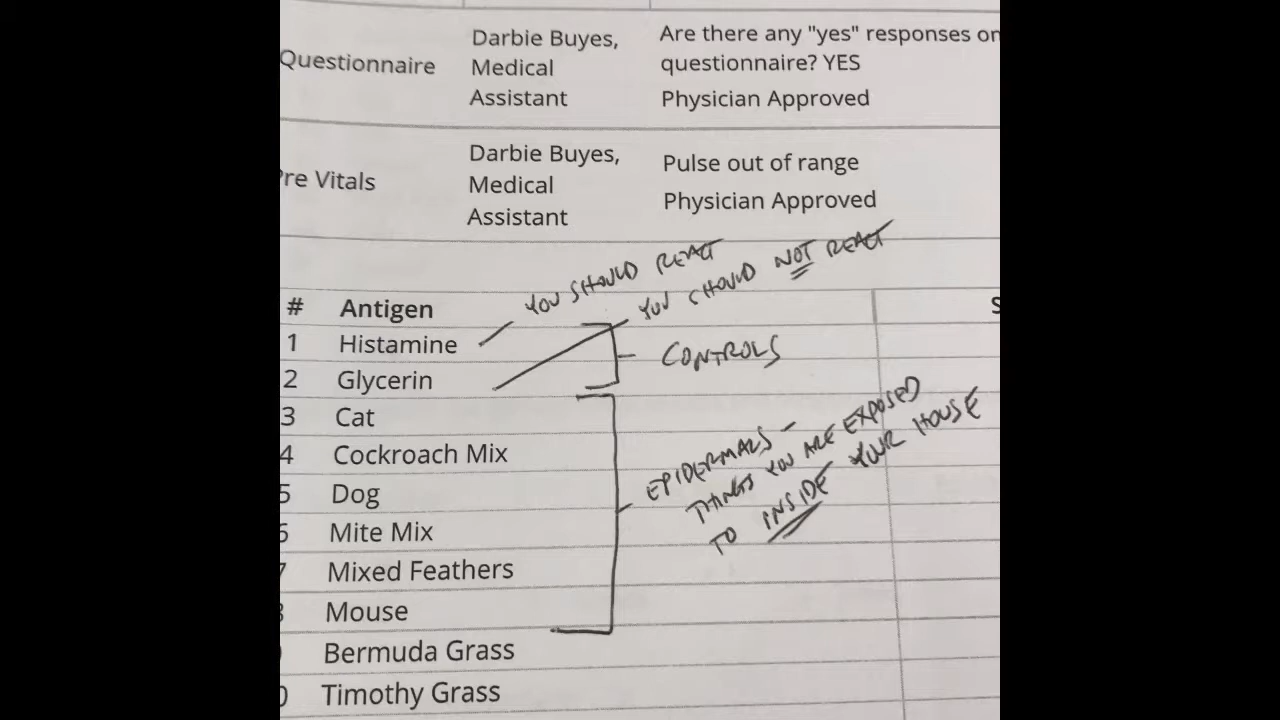 Questionnaire
Darbie Buyes,
Medical
Assistant
Are there any "yes" responses on
questionnaire? YES
Physician Approved
Pre Vitals
Darbie Buyes,
Medical
Assistant
Pulse out of range
Physician Approved
YOU SHOULD REACT
YOU SHOULD NOT REACT
# Antigen S
1 Histamine
2 Glycerin
CONTROLS
3 Cat
4 Cockroach Mix
5 Dog
6 Mite Mix
7 Mixed Feathers
8 Mouse
EPIDERMALS -
THINGS YOU ARE EXPOSED
TO INSIDE YOUR HOUSE
Bermuda Grass
0 Timothy Grass